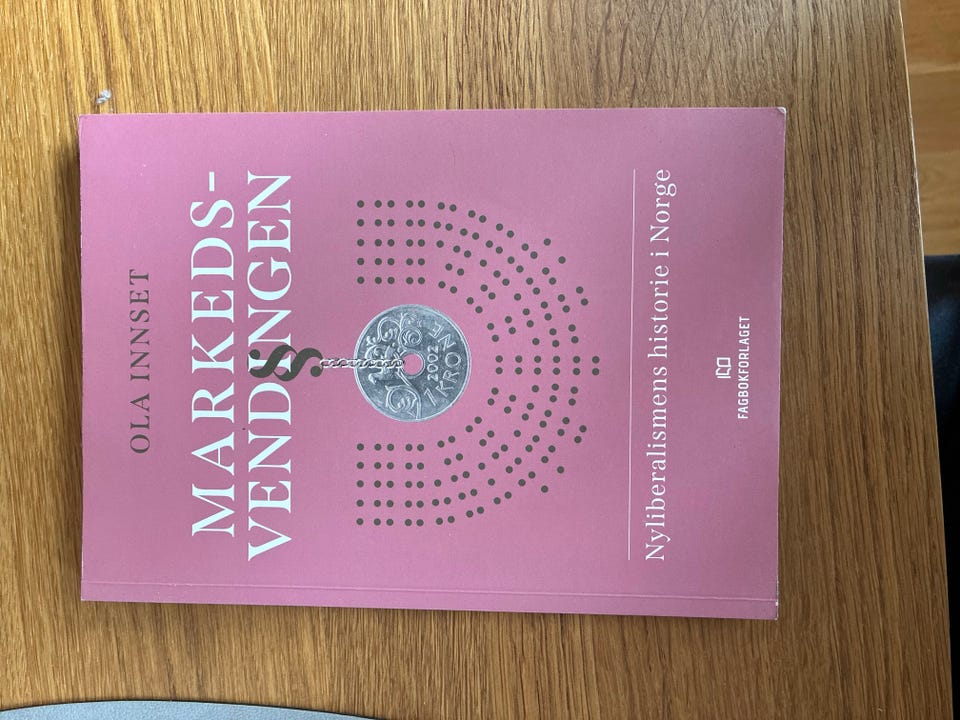 OLA INNSET
MARKEDS-
VENDINGEN
§
2002
1 KRONE
Nyliberalismens historie i Norge
FAGBOKFORLAGET